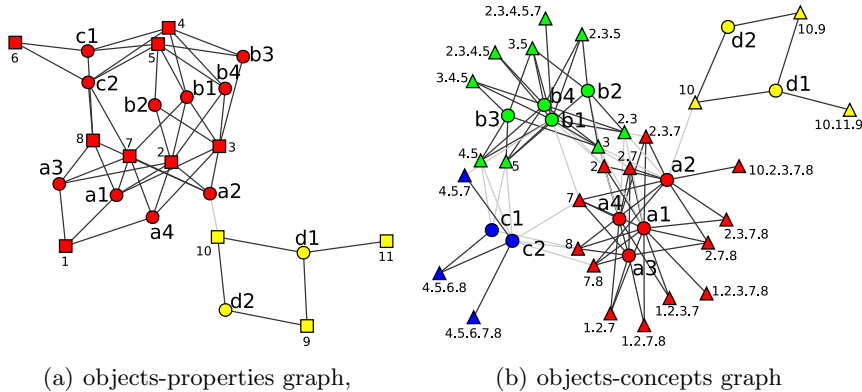 4
c1
6
5
b3
c2
b4
b1
b2
8
7
2
3
a3
a1
a2
a4
1
10
d1
11
d2
9
(a) objects-properties graph,
2.3.4.5.7
10.9
3.5
2.3.5
d2
2.3.4.5
3.4.5
b2
d1
b4
10
b3
b1
10.11.9
2.3
2.3.7
3
4.5
5
2
2.7
a2
10.2.3.7.8
4.5.7
7
a4
a1
2.3.7.8
c1
c2
8
2.7.8
a3
7.8
4.5.6.8
1.2.3.7.8
1.2.3.7
1.2.7
4.5.6.7.8
1.2.7.8
(b) objects-concepts graph